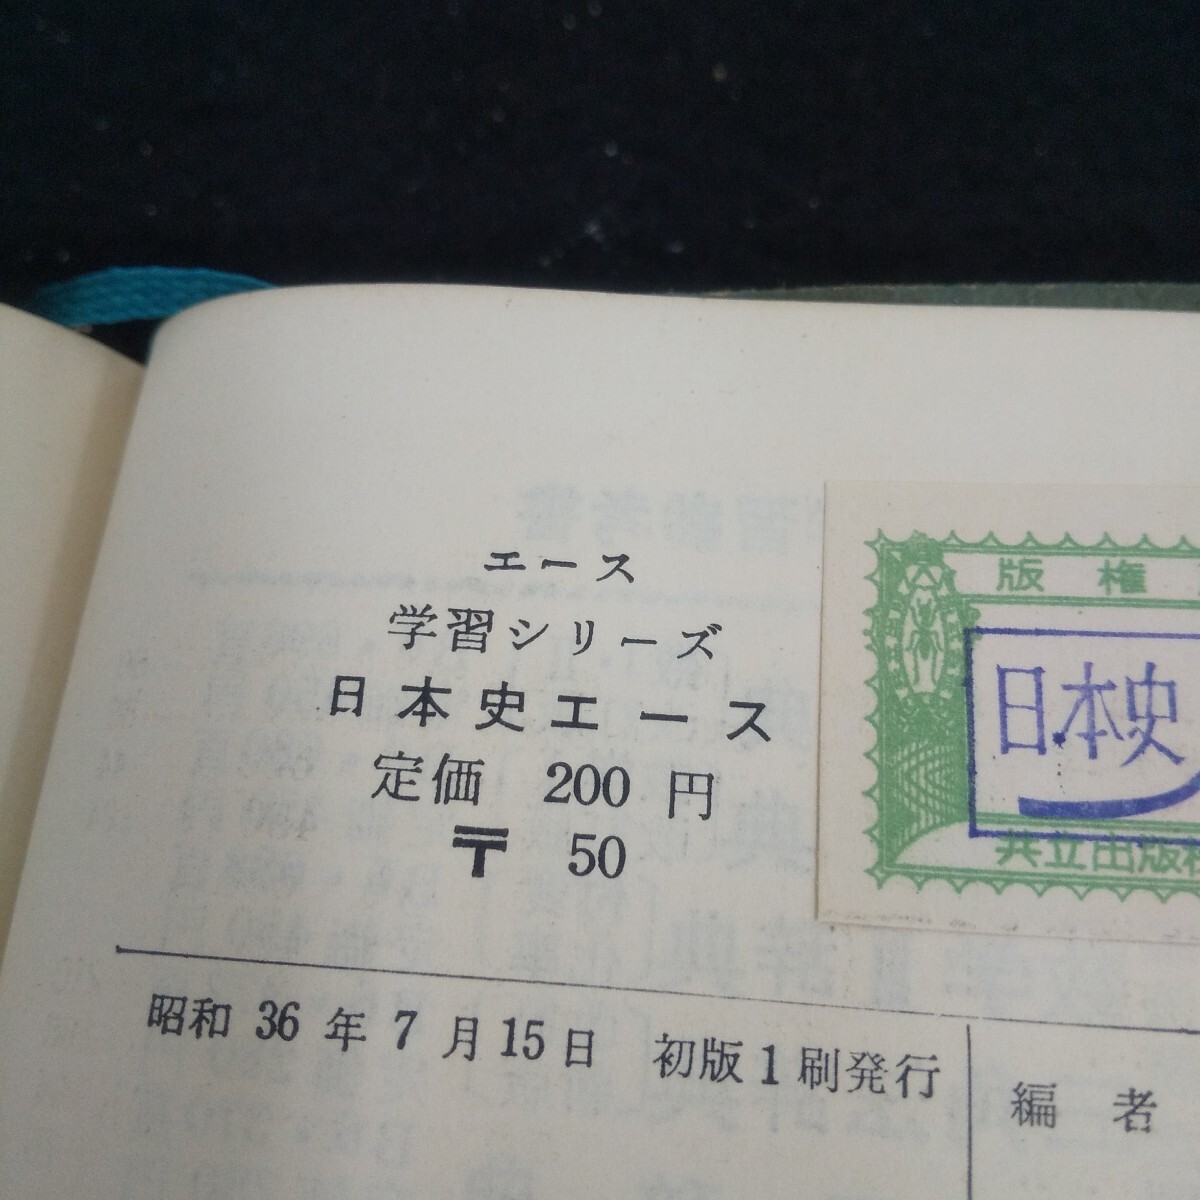 エース
学習シリーズ
日本史エース
定価 200 円
〒 50
版権
日本史
共立出版
昭和 36 年 7 月 15 日 初版 1 刷発行
編 者